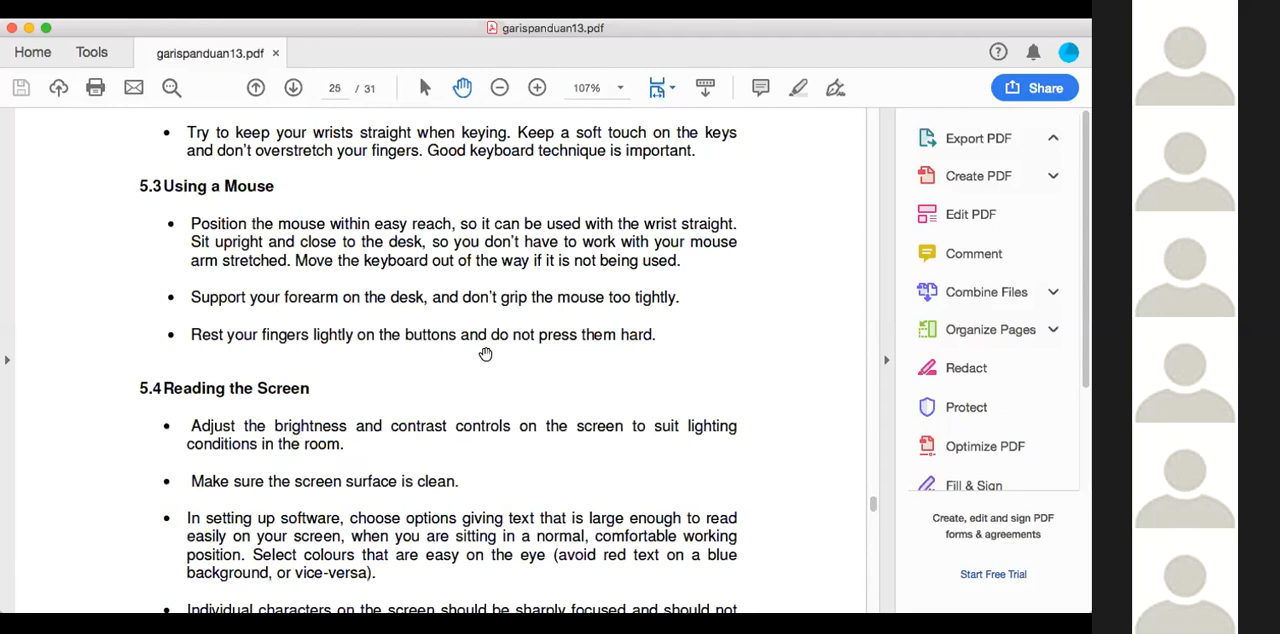 garispanduan13.pdf
Home Tools garispanduan13.pdf ×
25 / 31 107% Share
• Try to keep your wrists straight when keying. Keep a soft touch on the keys
and don't overstretch your fingers. Good keyboard technique is important.
5.3 Using a Mouse
• Position the mouse within easy reach, so it can be used with the wrist straight.
Sit upright and close to the desk, so you don't have to work with your mouse
arm stretched. Move the keyboard out of the way if it is not being used.
• Support your forearm on the desk, and don't grip the mouse too tightly.
• Rest your fingers lightly on the buttons and do not press them hard.
5.4 Reading the Screen
• Adjust the brightness and contrast controls on the screen to suit lighting
conditions in the room.
• Make sure the screen surface is clean.
• In setting up software, choose options giving text that is large enough to read
easily on your screen, when you are sitting in a normal, comfortable working
position. Select colours that are easy on the eye (avoid red text on a blue
background, or vice-versa).
• Individual characters on the screen should be sharply focused and should not
Export PDF
Create PDF
Edit PDF
Comment
Combine Files
Organize Pages
Redact
Protect
Optimize PDF
Fill & Sign
Create, edit and sign PDF
forms & agreements
Start Free Trial